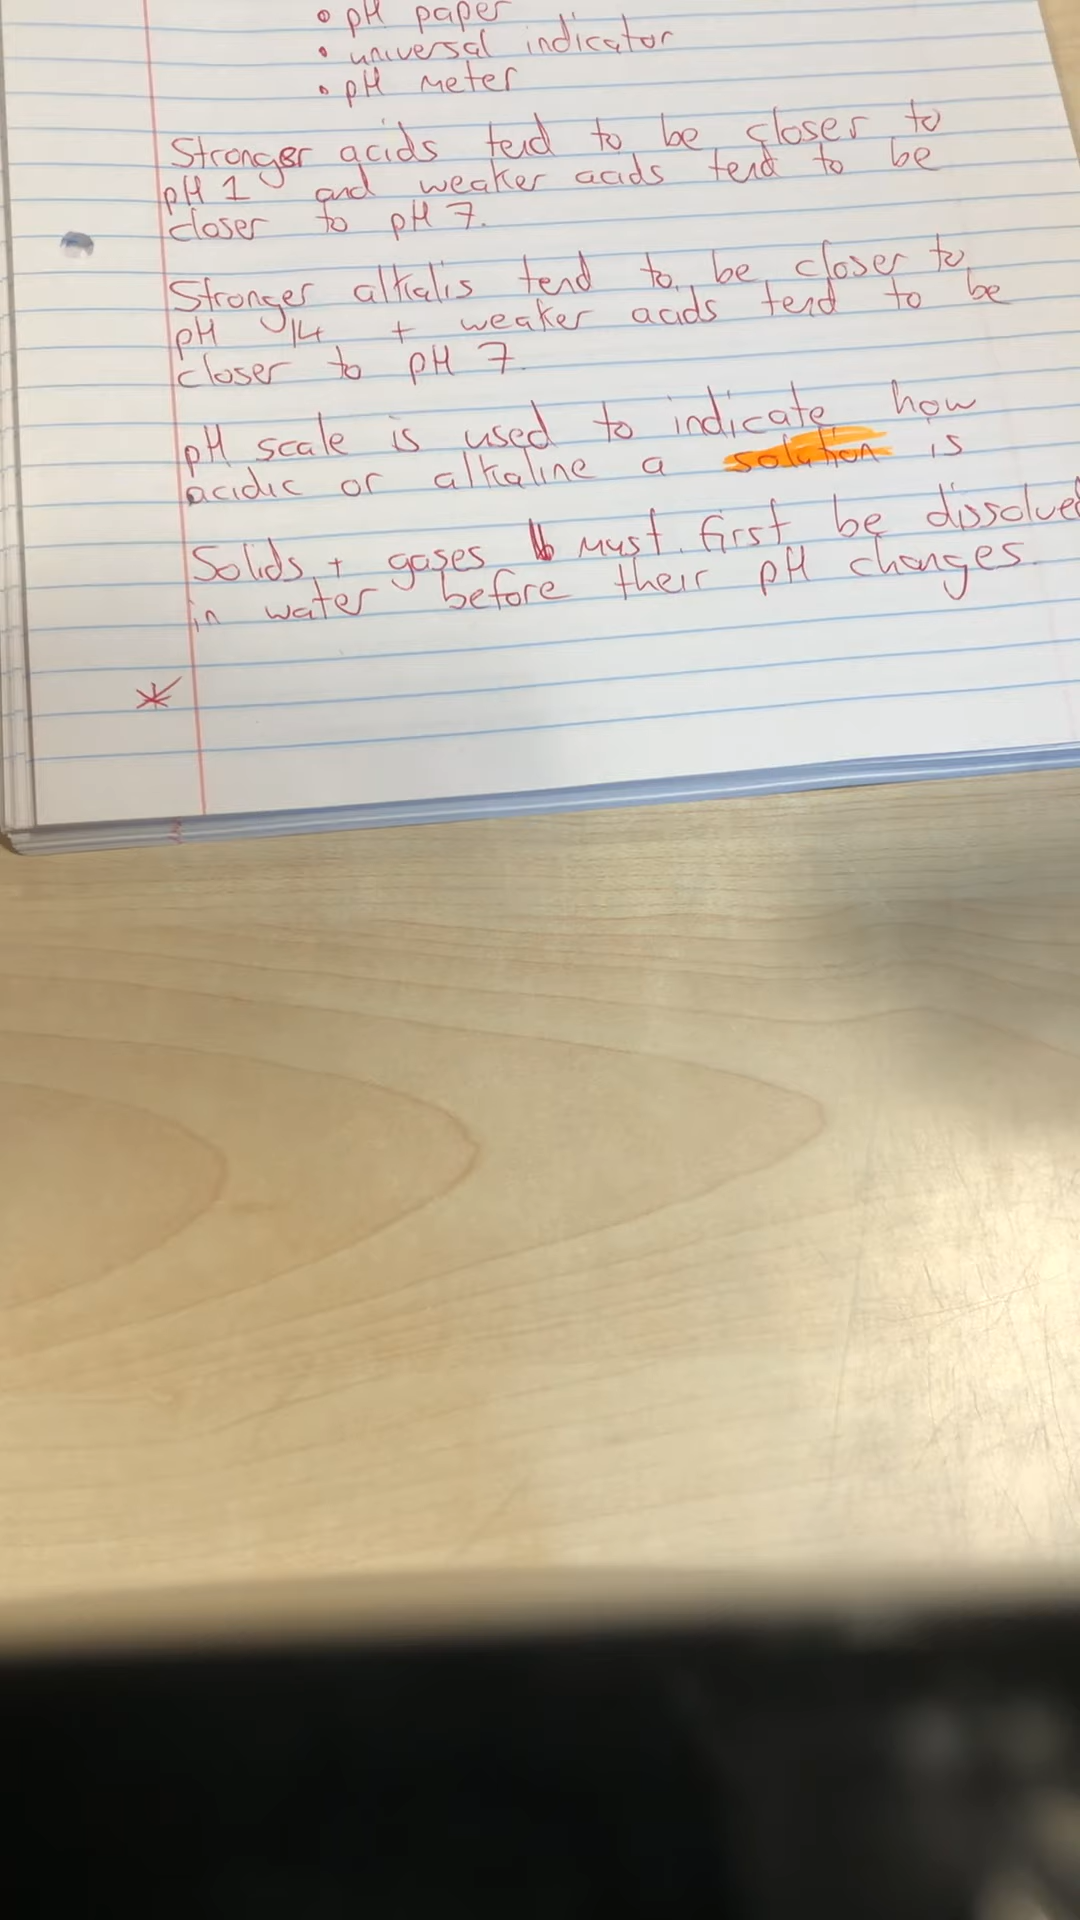 • pH paper
• universal indicator
• pH meter
Stronger acids tend to be closer to
pH 1 and weaker acids tend to be
closer to pH 7.
Stronger alkalis tend to be closer to
pH 14 + weaker acids tend to be
closer to pH 7.
pH scale is used to indicate how
acidic or alkaline a solution is
Solids + gases must first be dissolved
in water before their pH changes.
*